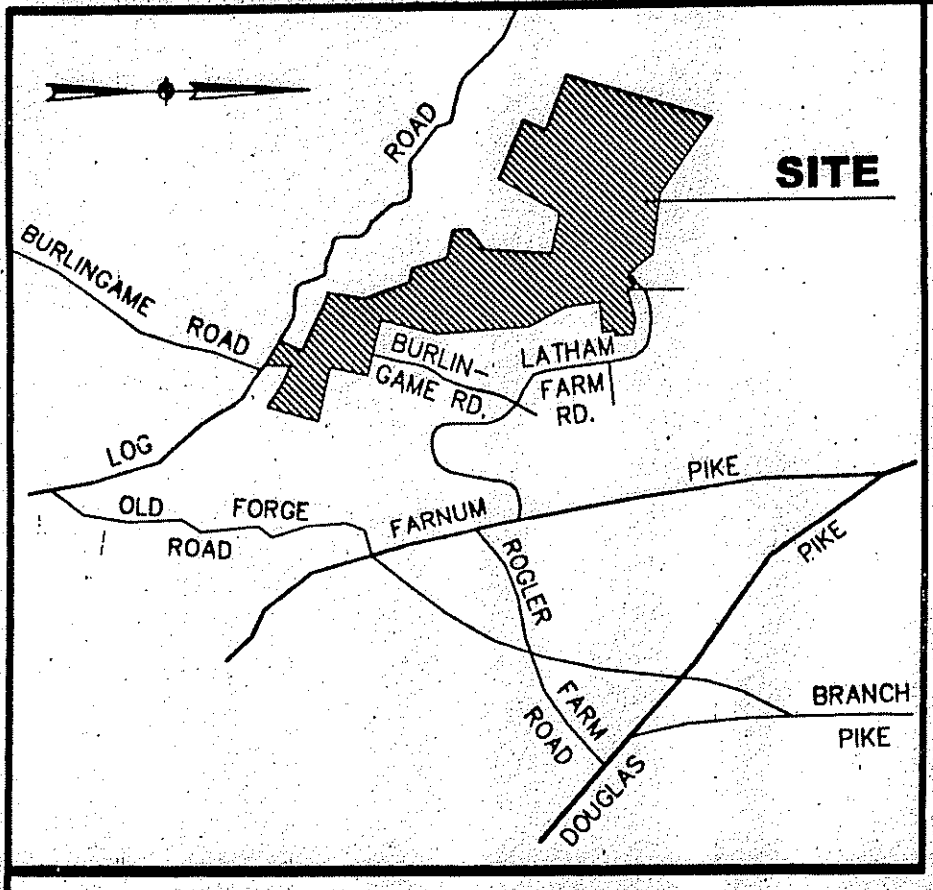 ROAD
SITE
BURLINGAME
ROAD
BURLIN-
GAME RD.
LATHAM
FARM
RD.
LOG
OLD FORGE
ROAD
FARNUM PIKE
PIKE
ROGLER
FARM
ROAD
BRANCH
PIKE
DOUGLAS